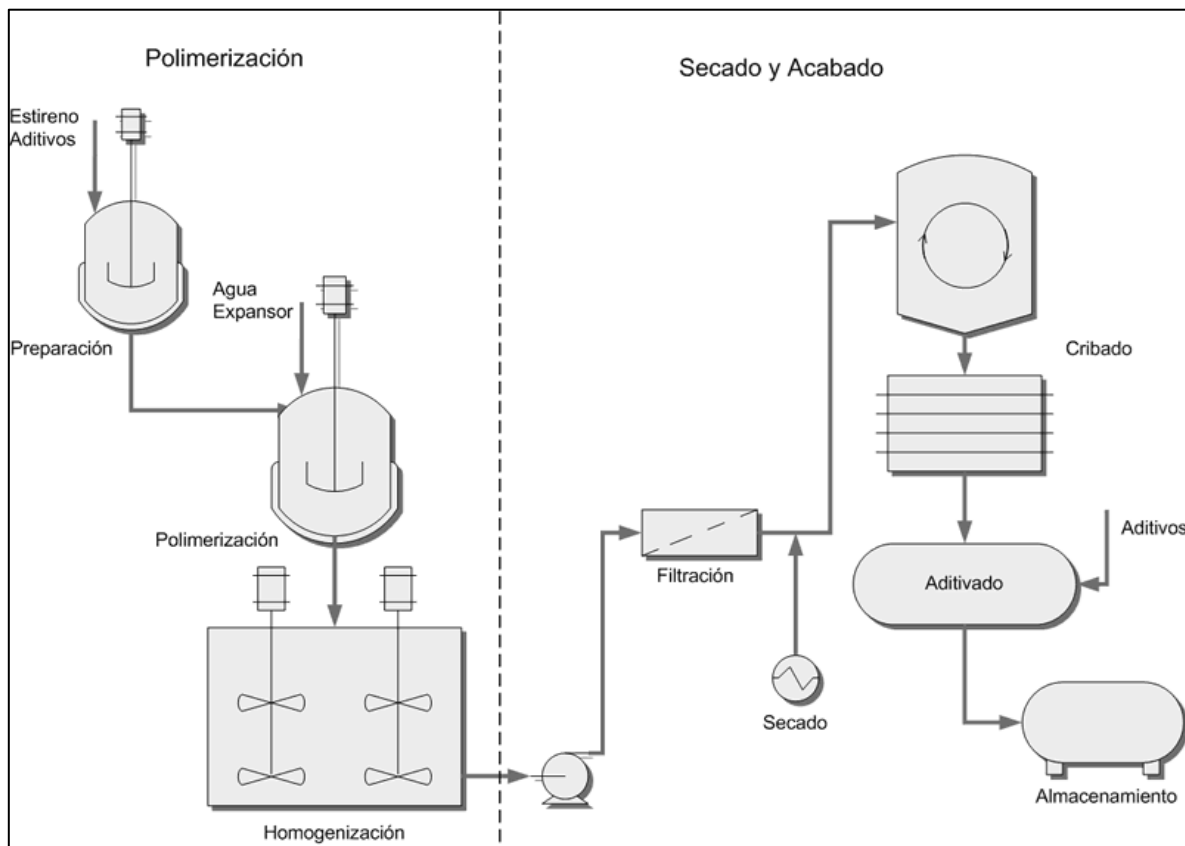 Polimerización
Estireno
Aditivos
Preparación
Agua
Expansor
Polimerización
Homogenización
Secado y Acabado
Filtración
Secado
Cribado
Aditivos
Aditivado
Almacenamiento